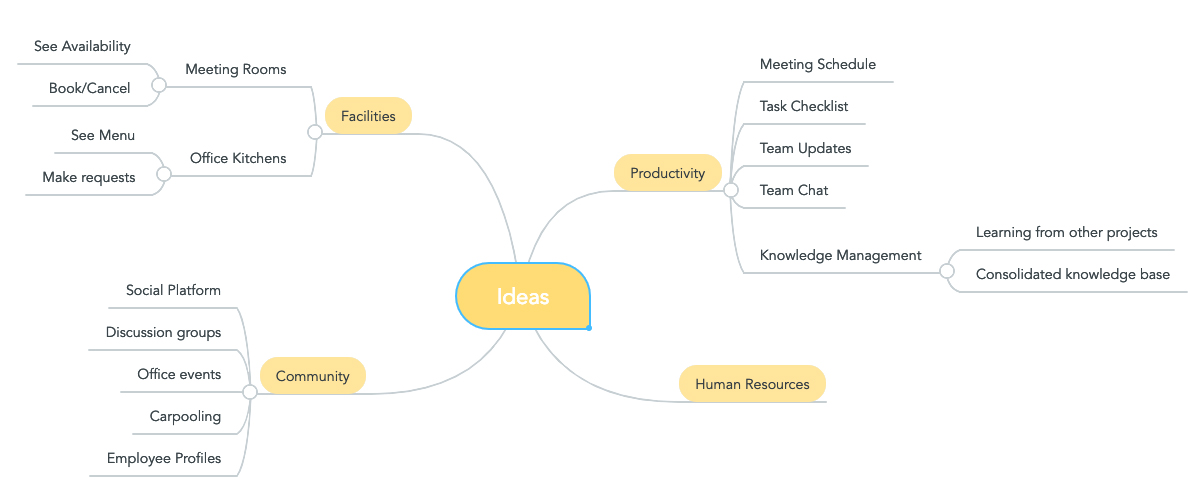 Ideas
Facilities
Meeting Rooms
See Availability
Book/Cancel
Office Kitchens
See Menu
Make requests
Productivity
Meeting Schedule
Task Checklist
Team Updates
Team Chat
Knowledge Management
Learning from other projects
Consolidated knowledge base
Community
Social Platform
Discussion groups
Office events
Carpooling
Employee Profiles
Human Resources